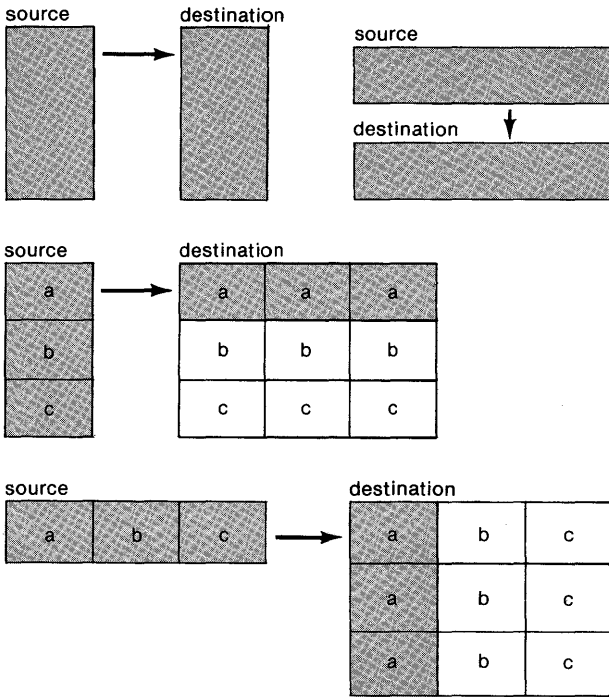 source destination
source
destination
source destination
a a a a
b b b b
c c c c
source destination
a b c a b c
a b c
a b c